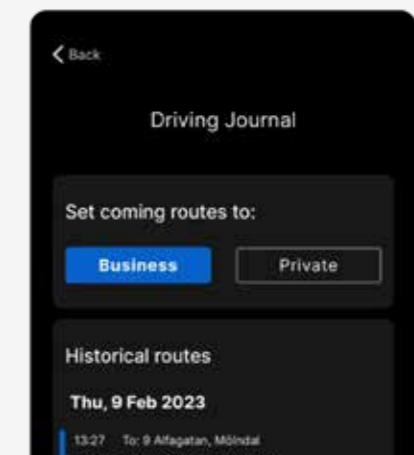 Back
Driving Journal
Set coming routes to:
Business Private
Historical routes
Thu, 9 Feb 2023
13:27 To: 9 Alfagatan, Mölndal